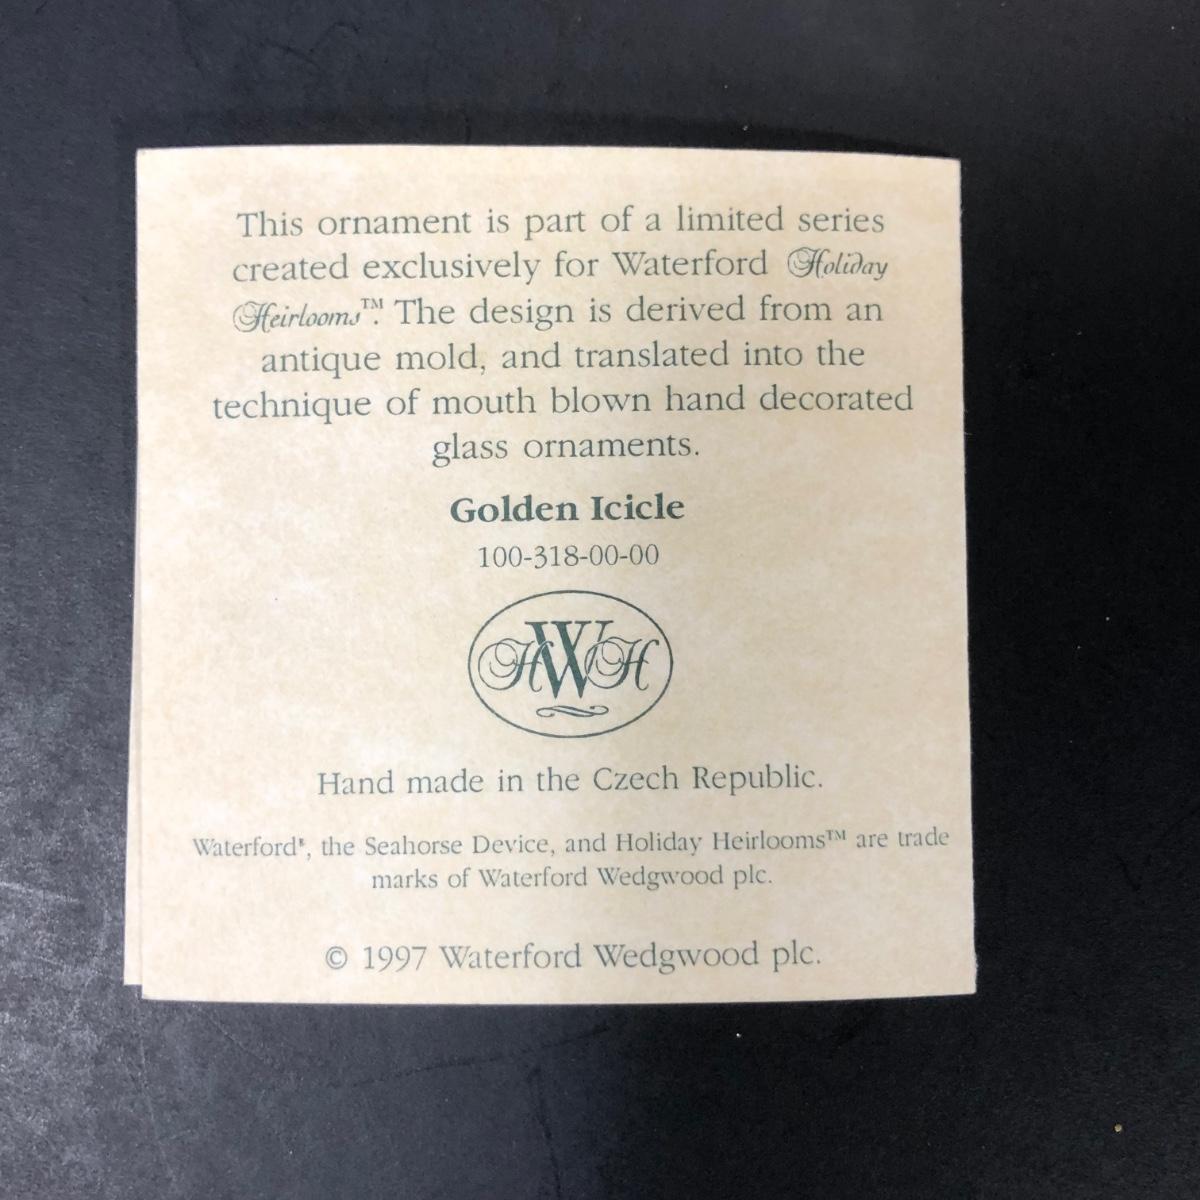 This ornament is part of a limited series
created exclusively for Waterford Holiday
Heirlooms™. The design is derived from an
antique mold, and translated into the
technique of mouth blown hand decorated
glass ornaments.
Golden Icicle
100-318-00-00
HWH
Hand made in the Czech Republic.
Waterford®, the Seahorse Device, and Holiday Heirlooms™ are trade
marks of Waterford Wedgwood plc.
© 1997 Waterford Wedgwood plc.